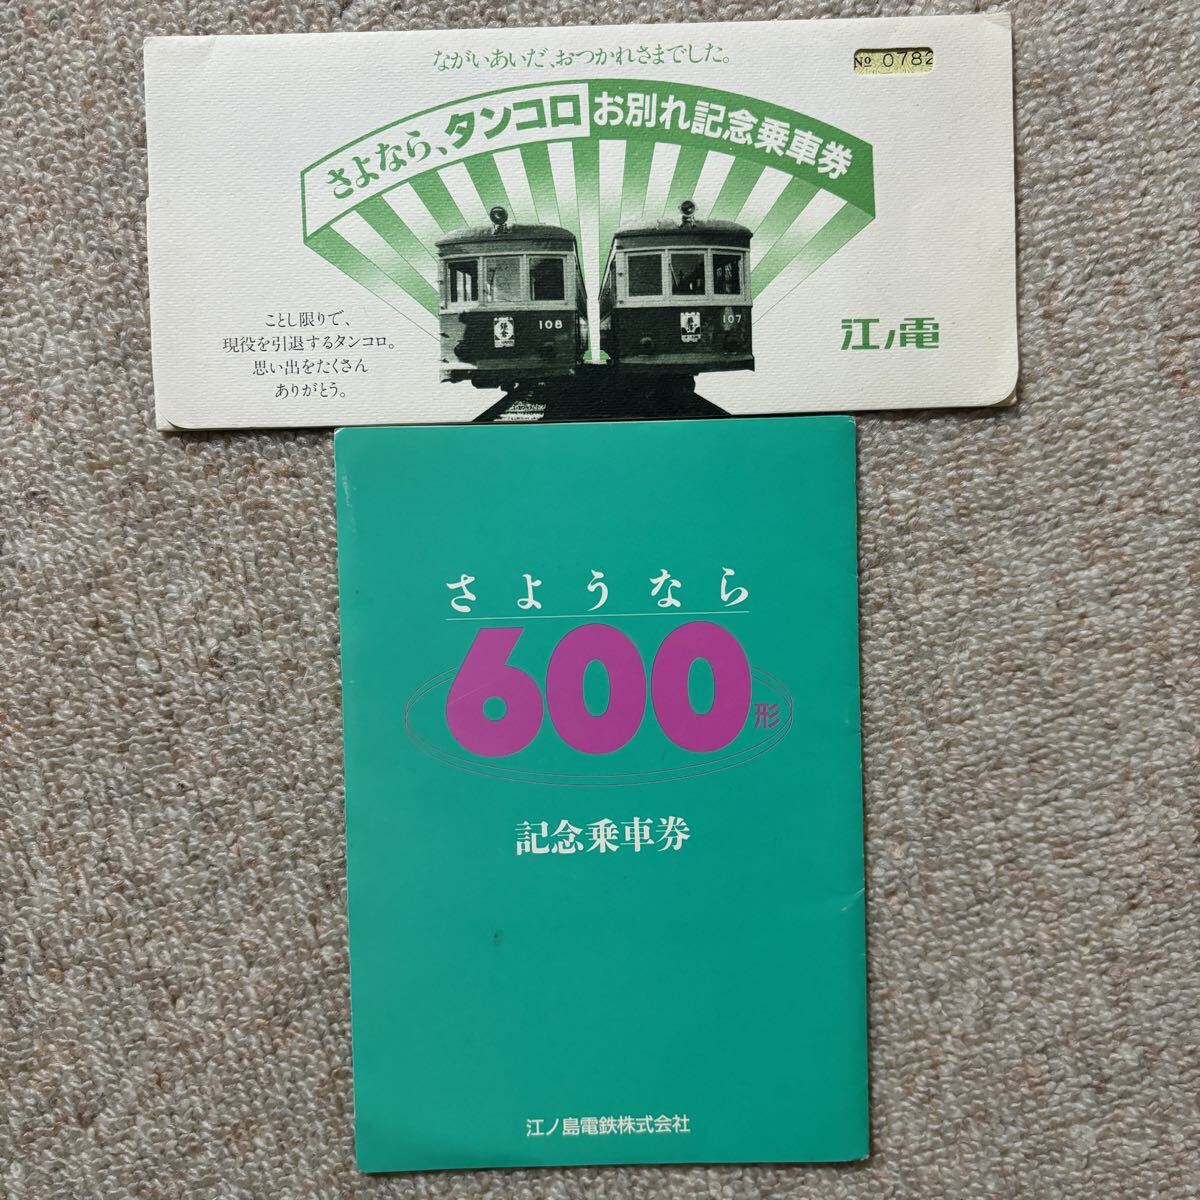 ながいあいだ、おつかれさまでした。
№ 0782
さよなら、タンコロ お別れ記念乗車券
108
107
ことし限りで、
現役を引退するタンコロ。
思い出をたくさん
ありがとう。
江ノ電
さようなら
600形
記念乗車券
江ノ島電鉄株式会社